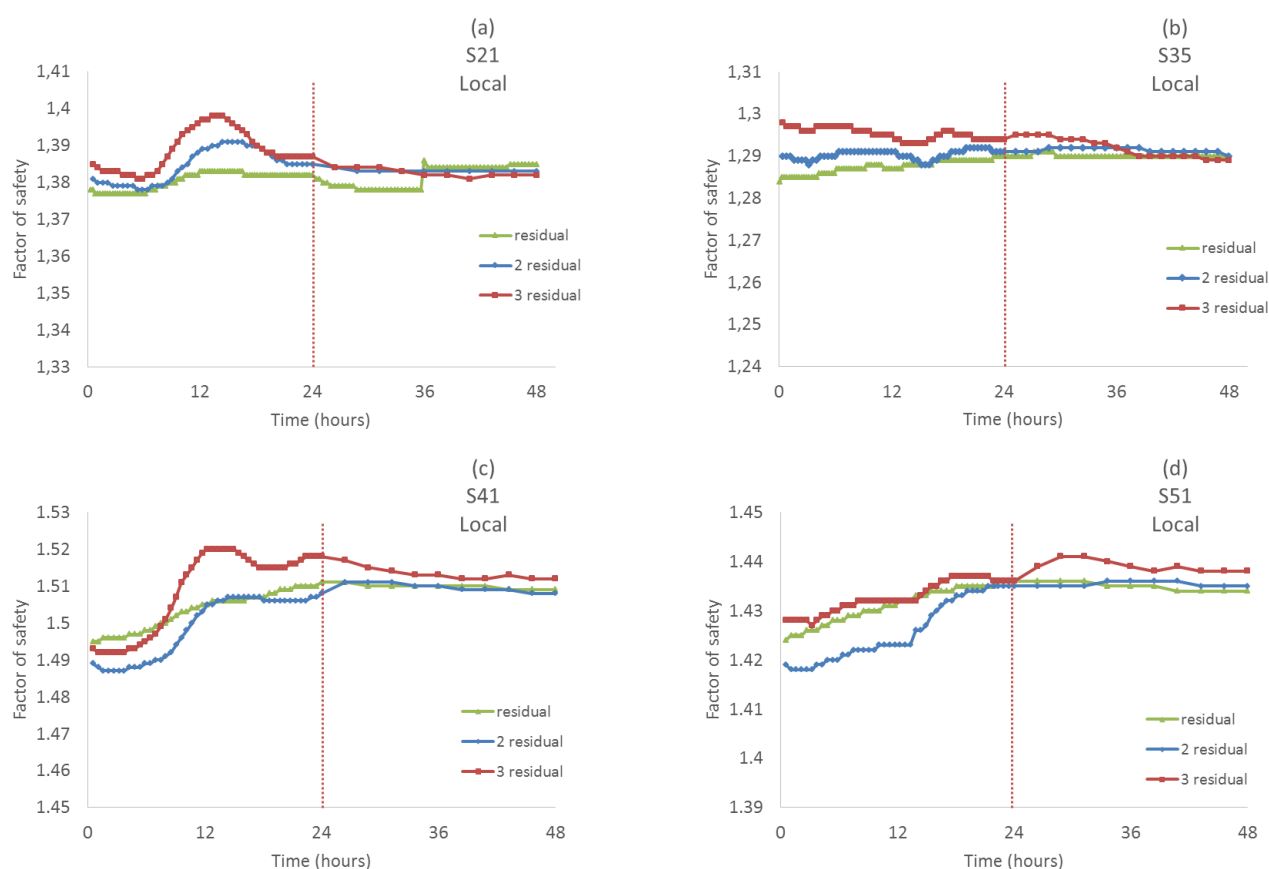 (a)
S21
Local
1,41
1,4
1,39
1,38
1,37
1,36
1,35
1,34
1,33
Factor of safety
residual
2 residual
3 residual
0 12 24 36 48
Time (hours)
(b)
S35
Local
1,31
1,3
1,29
1,28
1,27
1,26
1,25
1,24
Factor of safety
residual
2 residual
3 residual
0 12 24 36 48
Time (hours)
(c)
S41
Local
1.53
1.52
1.51
1.5
1.49
1.48
1.47
1.46
1.45
Factor of safety
residual
2 residual
3 residual
0 12 24 36 48
Time (hours)
(d)
S51
Local
1.45
1.44
1.43
1.42
1.41
1.4
1.39
Factor of safety
residual
2 residual
3 residual
0 12 24 36 48
Time (hours)